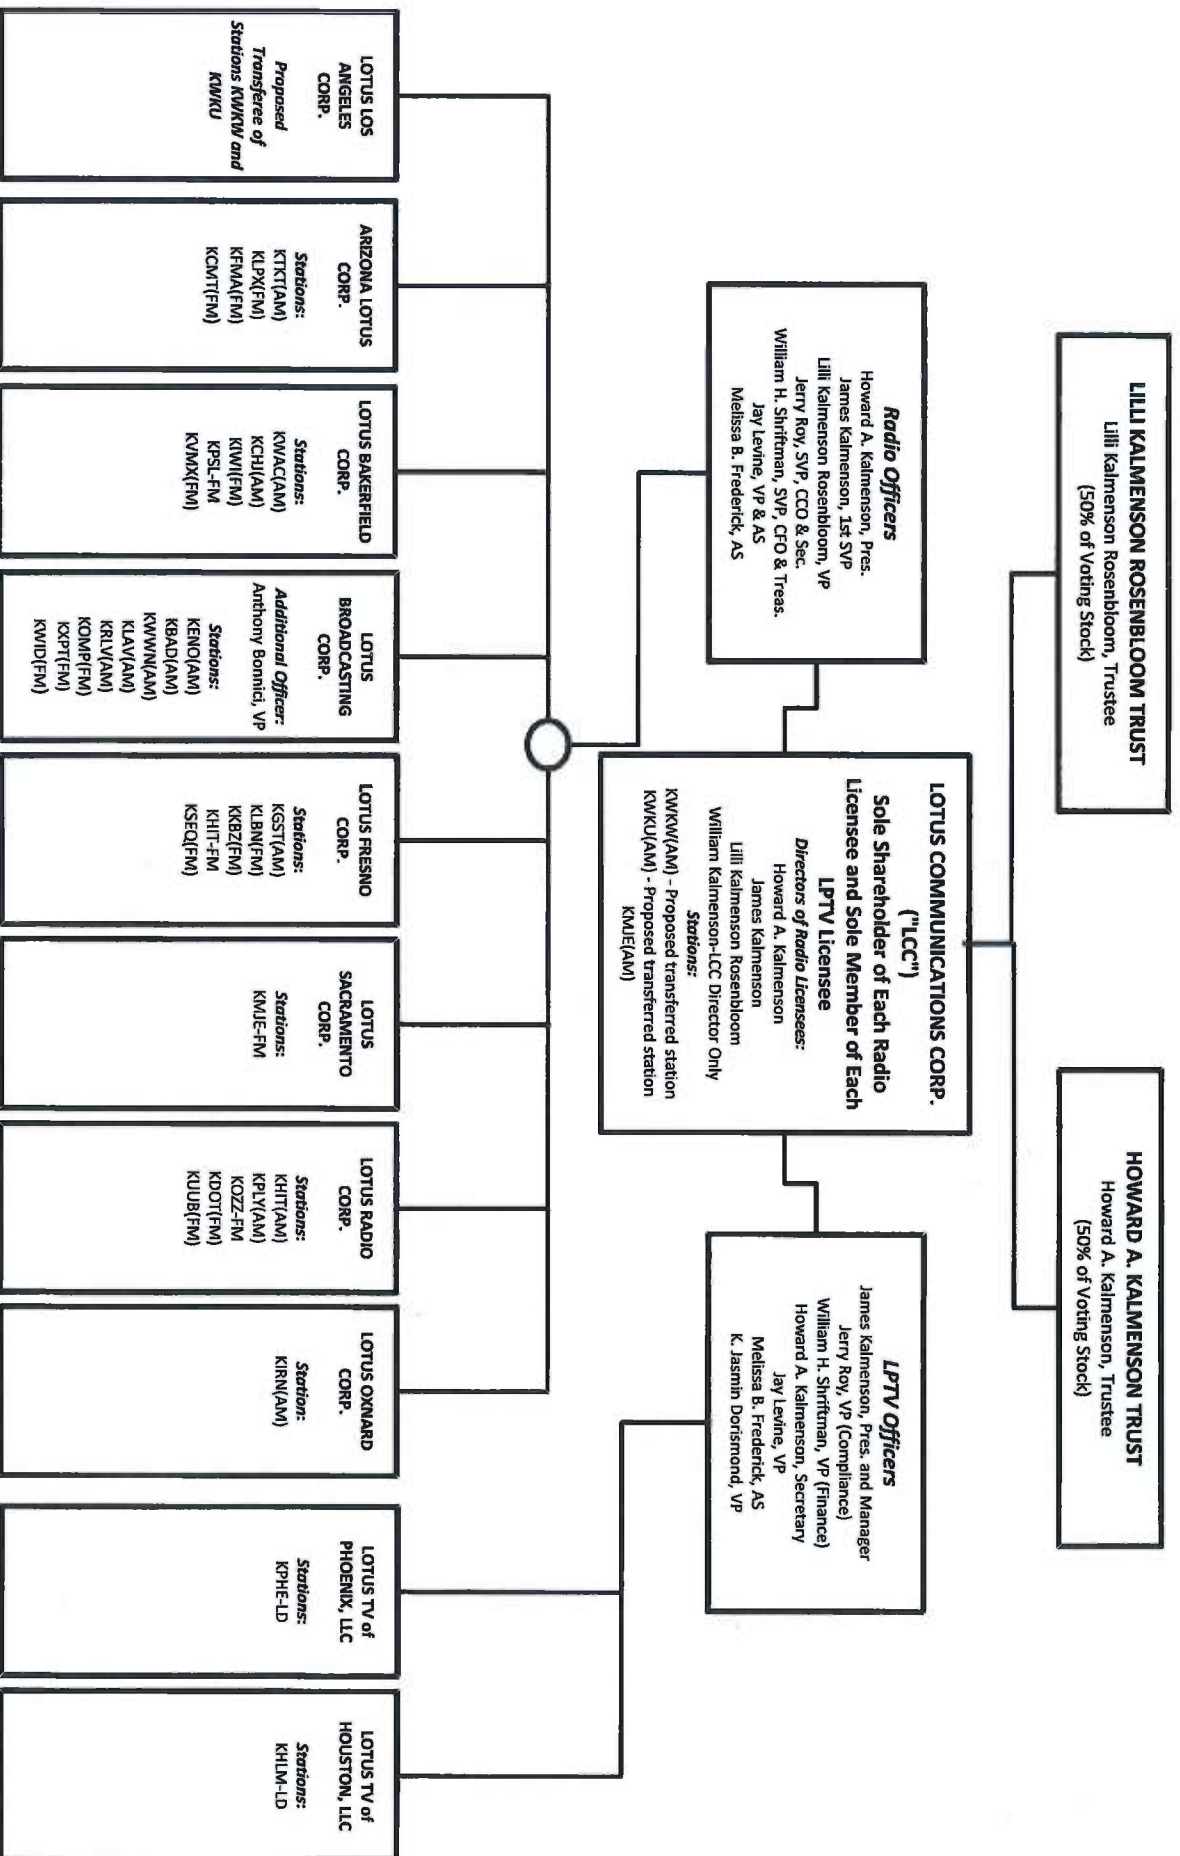 LILLI KALMENSON ROSENBLOOM TRUST
Lilli Kalmenson Rosenbloom, Trustee
(50% of Voting Stock)
HOWARD A. KALMENSON TRUST
Howard A. Kalmenson, Trustee
(50% of Voting Stock)
Radio Officers
Howard A. Kalmenson, Pres.
James Kalmenson, 1st SVP
Lilli Kalmenson Rosenbloom, VP
Jerry Roy, SVP, CCO & Sec.
William H. Shriftman, SVP, CFO & Treas.
Jay Levine, VP & AS
Melissa B. Frederick, AS
LOTUS COMMUNICATIONS CORP.
("LCC")
Sole Shareholder of Each Radio
Licensee and Sole Member of Each
LPTV Licensee
Directors of Radio Licensees:
Howard A. Kalmenson
James Kalmenson
Lilli Kalmenson Rosenbloom
William Kalmenson-LCC Director Only
Stations:
KWKW(AM) - Proposed transferred station
KWKU(AM) - Proposed transferred station
KMJE(AM)
LPTV Officers
James Kalmenson, Pres. and Manager
Jerry Roy, VP (Compliance)
William H. Shriftman, VP (Finance)
Howard A. Kalmenson, Secretary
Jay Levine, VP
Melissa B. Frederick, AS
K. Jasmin Dorismond, VP
LOTUS LOS
ANGELES
CORP.
Proposed
Transferee of
Stations KWKW and
KWKU
ARIZONA LOTUS
CORP.
Stations:
KTKT(AM)
KLPX(FM)
KFMA(FM)
KCMT(FM)
LOTUS BAKERFIELD
CORP.
Stations:
KWAC(AM)
KCHJ(AM)
KIWI(FM)
KPSL-FM
KVMX(FM)
LOTUS
BROADCASTING
CORP.
Additional Officer:
Anthony Bonnici, VP
Stations:
KENO(AM)
KBAD(AM)
KWWN(AM)
KLAV(AM)
KRLV(AM)
KOMP(FM)
KXPT(FM)
KWID(FM)
LOTUS FRESNO
CORP.
Stations:
KGST(AM)
KLBN(FM)
KKBZ(FM)
KHIT-FM
KSEQ(FM)
LOTUS
SACRAMENTO
CORP.
Stations:
KMJE-FM
LOTUS RADIO
CORP.
Stations:
KHIT(AM)
KPLY(AM)
KOZZ-FM
KDOT(FM)
KUUB(FM)
LOTUS OXNARD
CORP.
Station:
KIRN(AM)
LOTUS TV of
PHOENIX, LLC
Stations:
KPHE-LD
LOTUS TV of
HOUSTON, LLC
Stations:
KHLM-LD